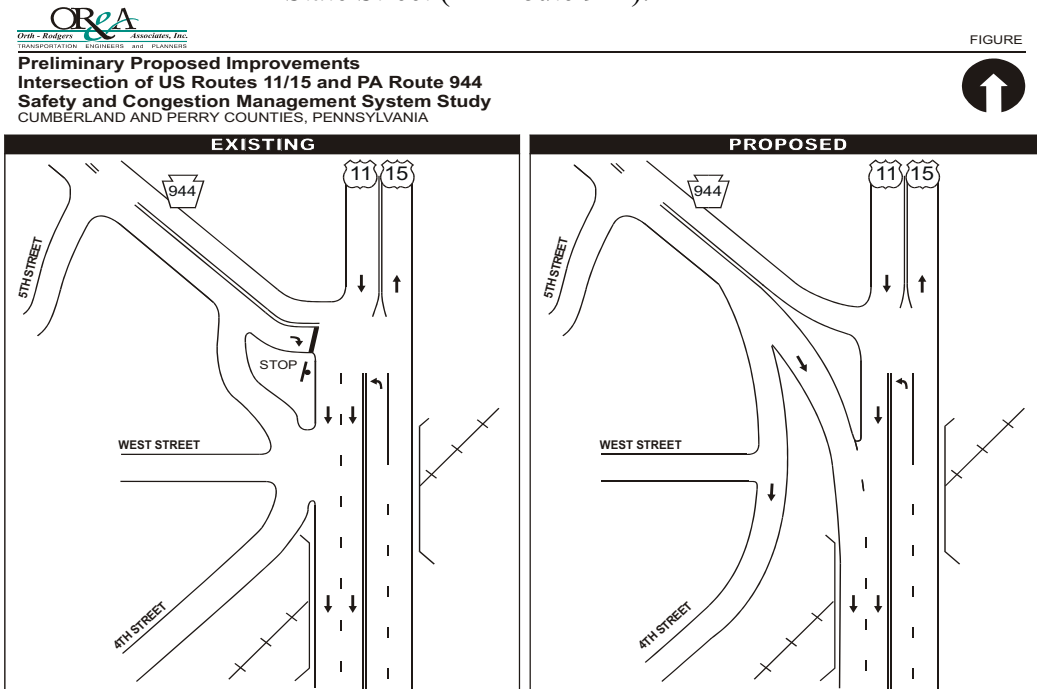 OR&A
Orth - Rodgers Associates, Inc.
TRANSPORTATION ENGINEERS and PLANNERS
FIGURE
Preliminary Proposed Improvements
Intersection of US Routes 11/15 and PA Route 944
Safety and Congestion Management System Study
CUMBERLAND AND PERRY COUNTIES, PENNSYLVANIA
EXISTING
944
11
15
5TH STREET
STOP
WEST STREET
4TH STREET
PROPOSED
944
11
15
5TH STREET
WEST STREET
4TH STREET